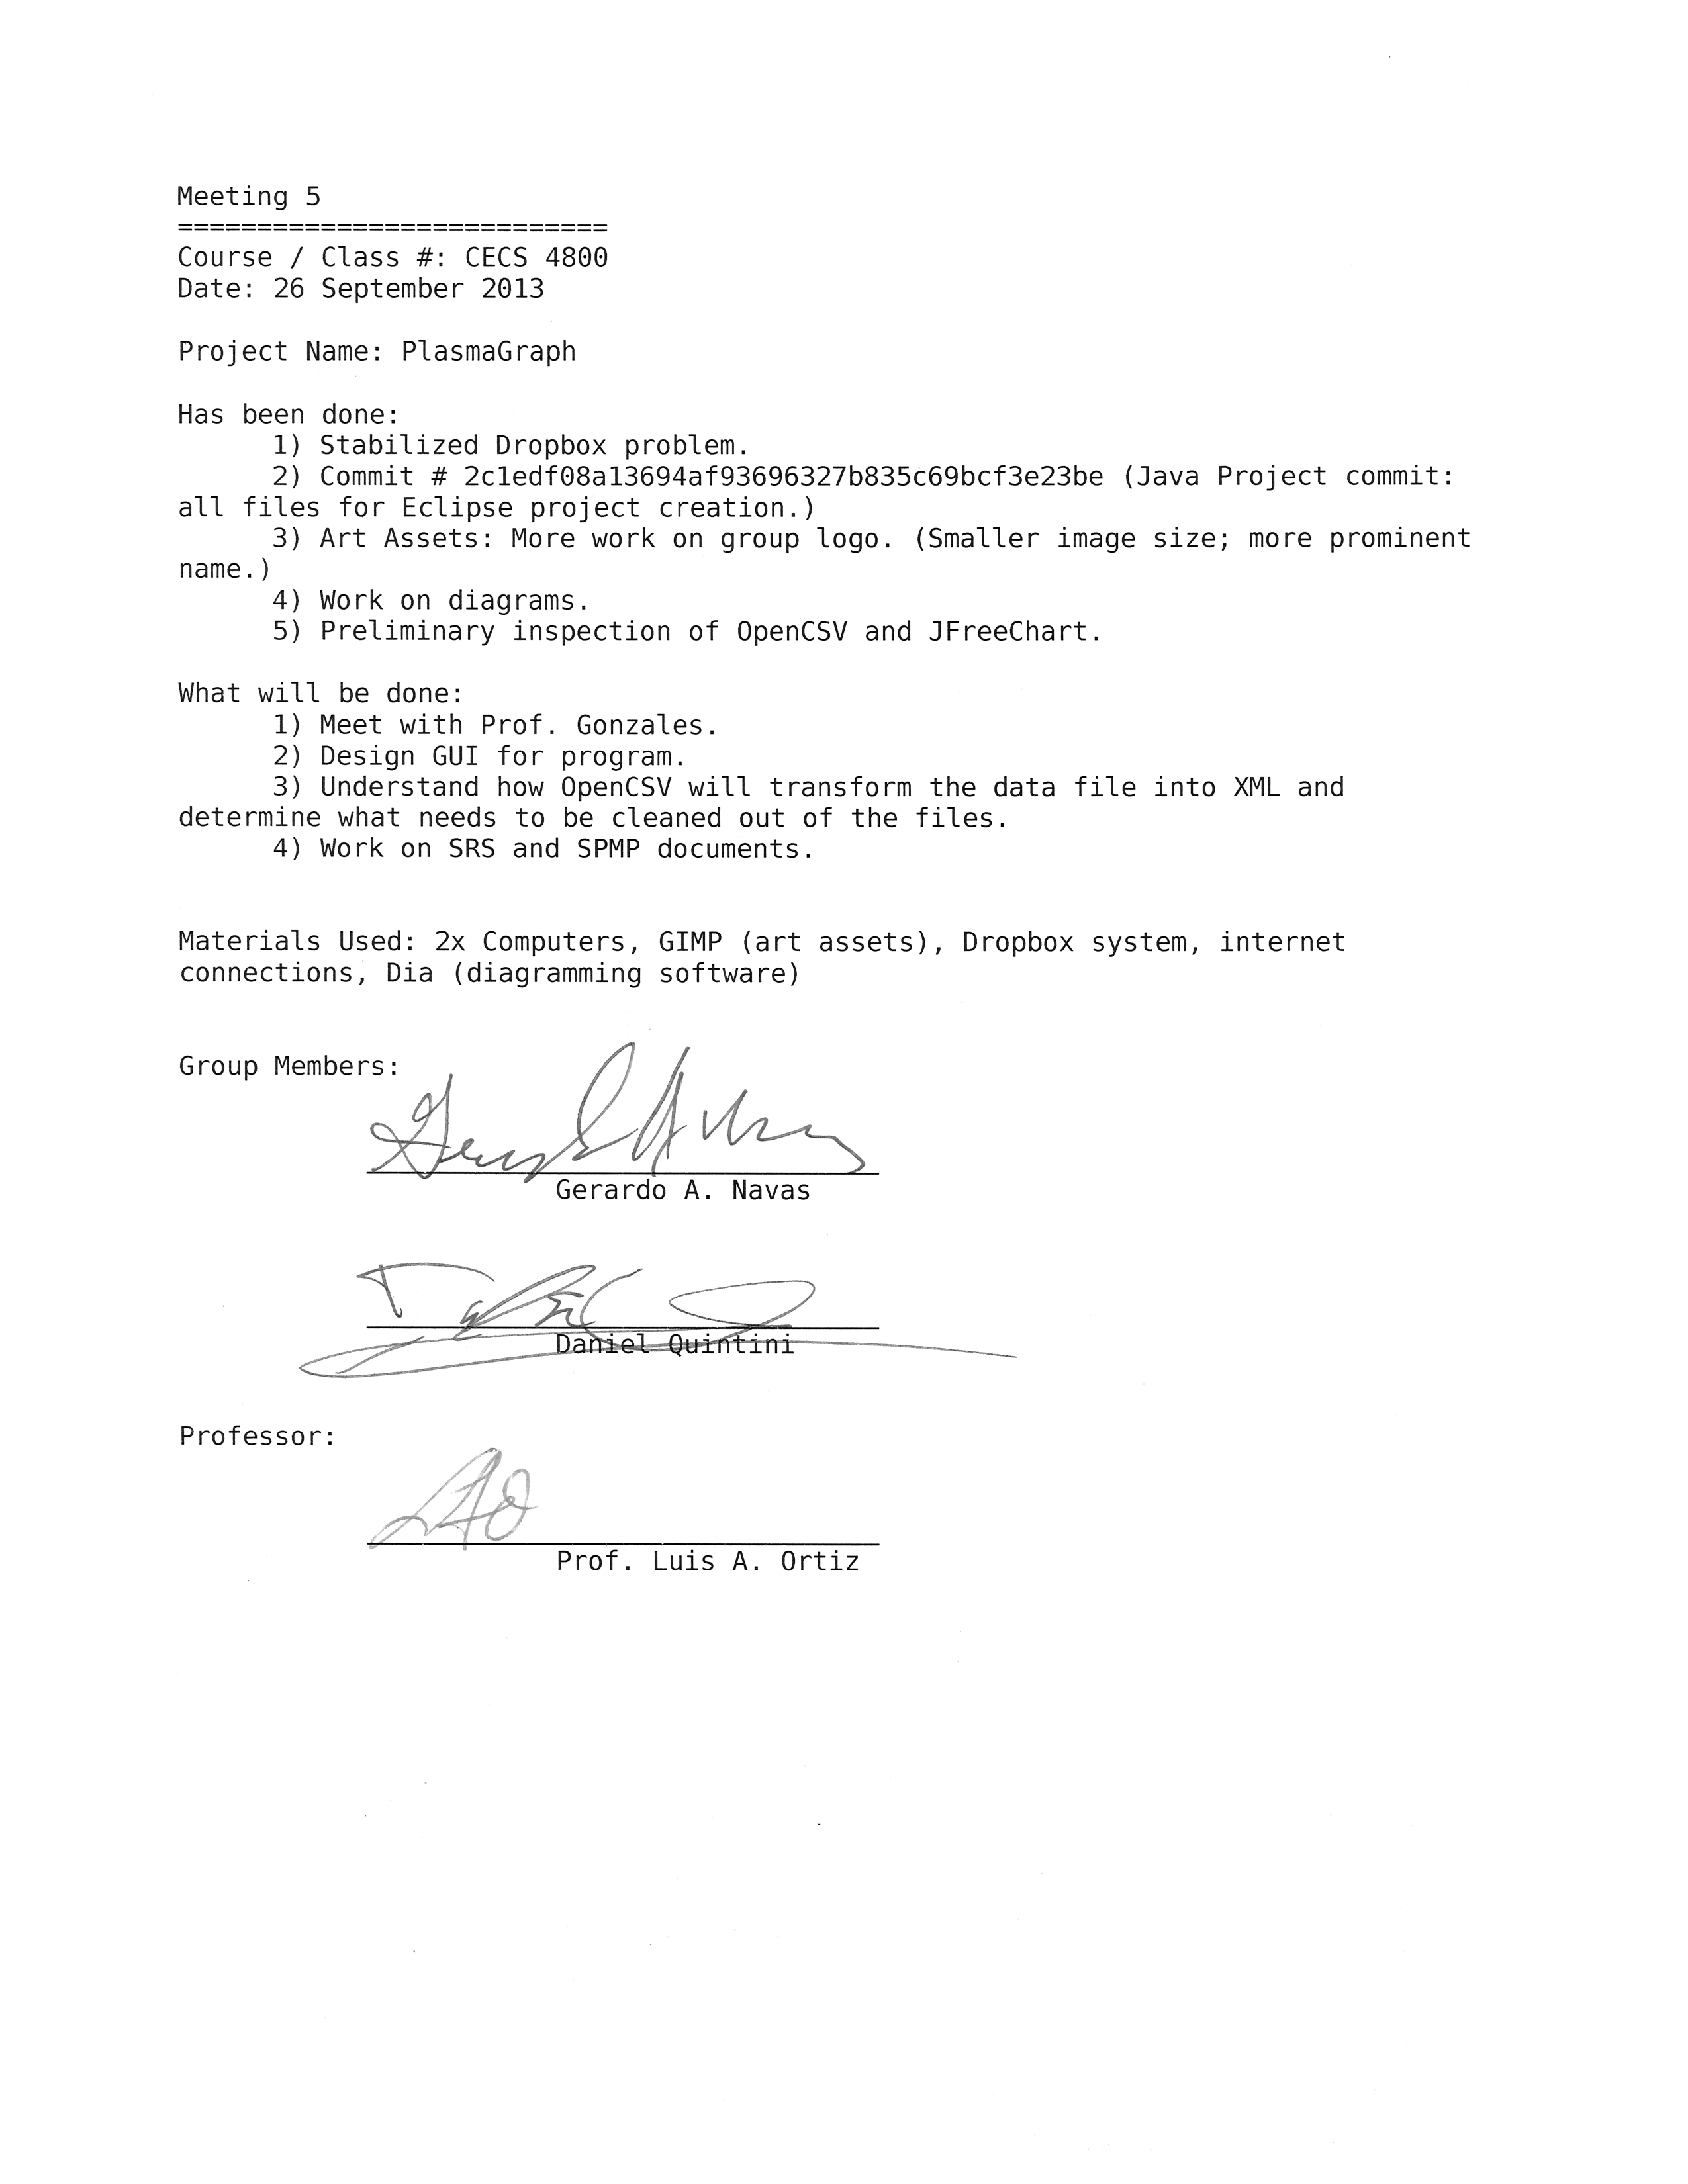 Meeting 5
===========================
Course / Class #: CECS 4800
Date: 26 September 2013
Project Name: PlasmaGraph
Has been done:
1) Stabilized Dropbox problem.
2) Commit # 2c1edf08a13694af93696327b835c69bcf3e23be (Java Project commit:
all files for Eclipse project creation.)
3) Art Assets: More work on group logo. (Smaller image size; more prominent
name.)
4) Work on diagrams.
5) Preliminary inspection of OpenCSV and JFreeChart.
What will be done:
1) Meet with Prof. Gonzales.
2) Design GUI for program.
3) Understand how OpenCSV will transform the data file into XML and
determine what needs to be cleaned out of the files.
4) Work on SRS and SPMP documents.
Materials Used: 2x Computers, GIMP (art assets), Dropbox system, internet
connections, Dia (diagramming software)
Group Members:
Gerardo A. Navas
Daniel Quintini
Professor:
Prof. Luis A. Ortiz